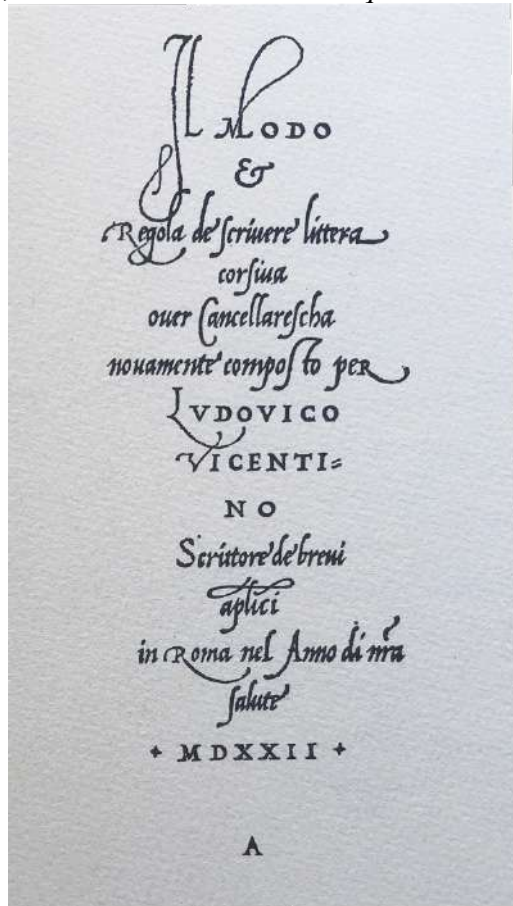 Il MODO
&
Regola de scriuere littera
corsiua
ouer Cancellarescha
nouamente composto per
LVDOVICO
VICENTI=
NO
Scrittore de breui
aplici
in Roma nel Anno di nr̃a
salute
+ MDXXII +
A